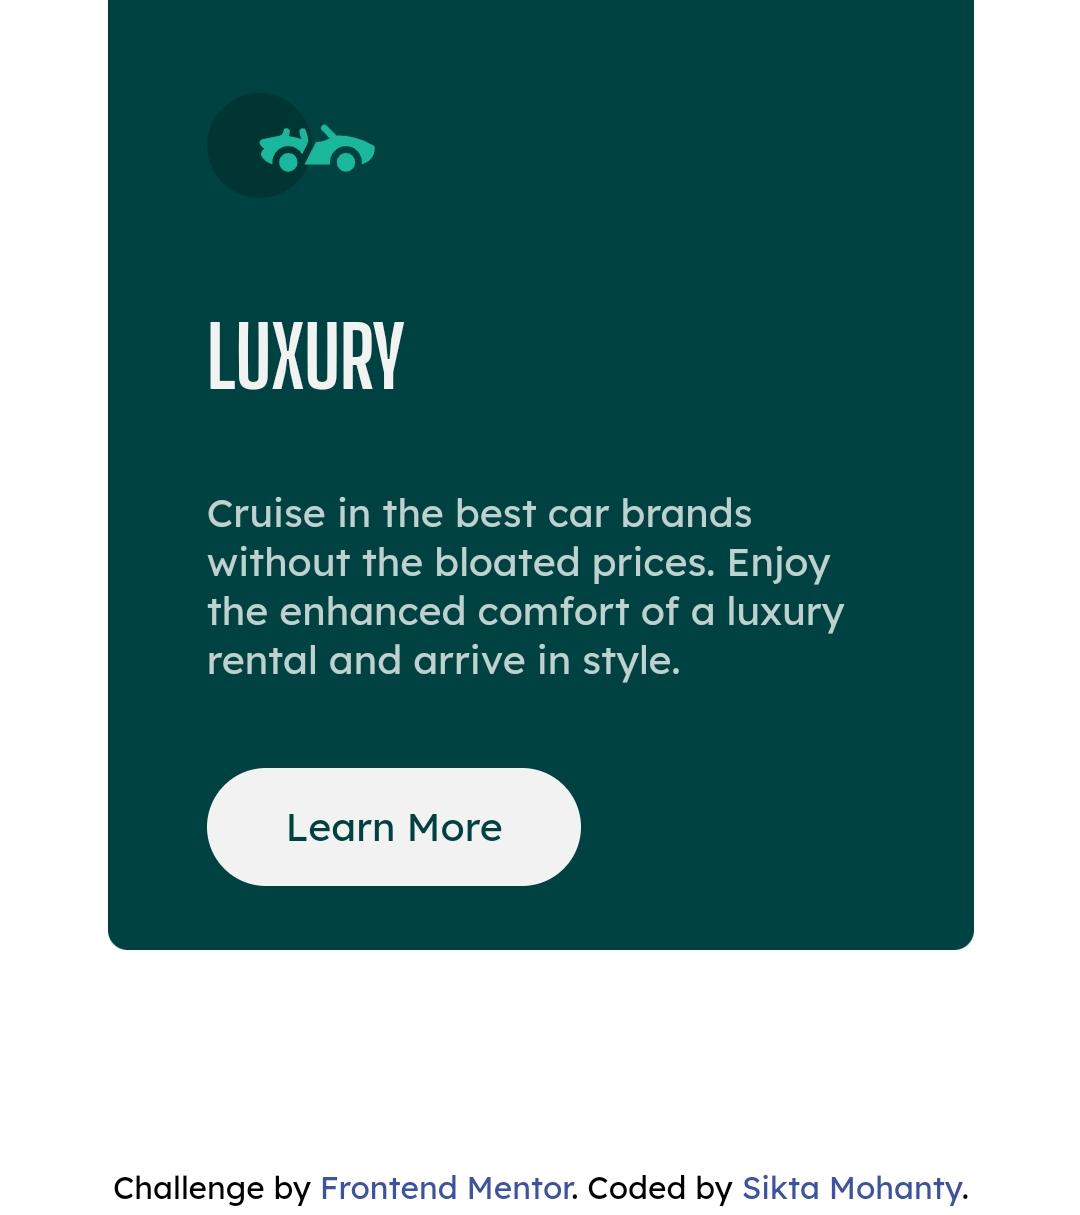 LUXURY
Cruise in the best car brands
without the bloated prices. Enjoy
the enhanced comfort of a luxury
rental and arrive in style.
Learn More
Challenge by Frontend Mentor. Coded by Sikta Mohanty.